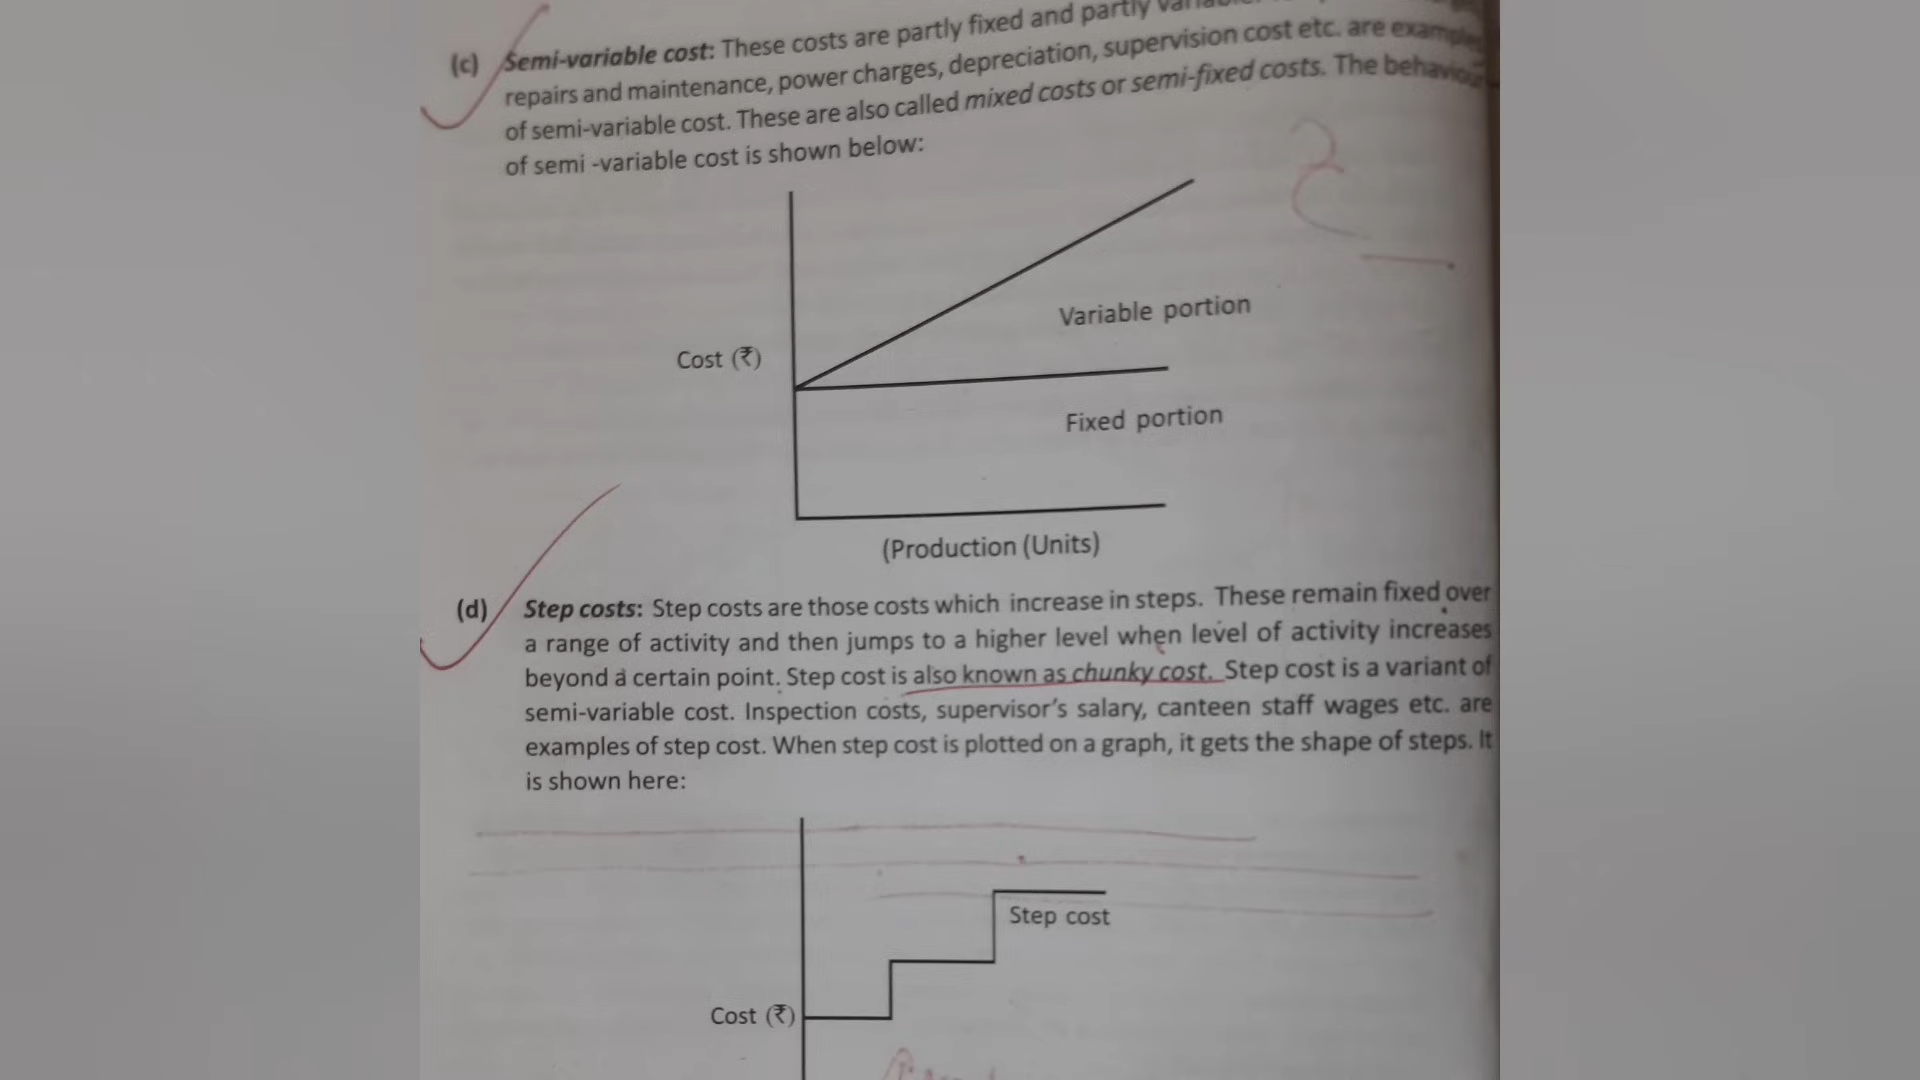 (c) Semi-variable cost: These costs are partly fixed and partly
repairs and maintenance, power charges, depreciation, supervision cost etc. are
of semi-variable cost. These are also called mixed costs or semi-fixed costs. The
of semi -variable cost is shown below:
Variable portion
Cost (₹)
Fixed portion
(Production (Units)
(d) Step costs: Step costs are those costs which increase in steps. These remain fixed over
a range of activity and then jumps to a higher level when level of activity increases
beyond a certain point. Step cost is also known as chunky cost. Step cost is a variant of
semi-variable cost. Inspection costs, supervisor's salary, canteen staff wages etc. are
examples of step cost. When step cost is plotted on a graph, it gets the shape of steps. It
is shown here:
Step cost
Cost (₹)